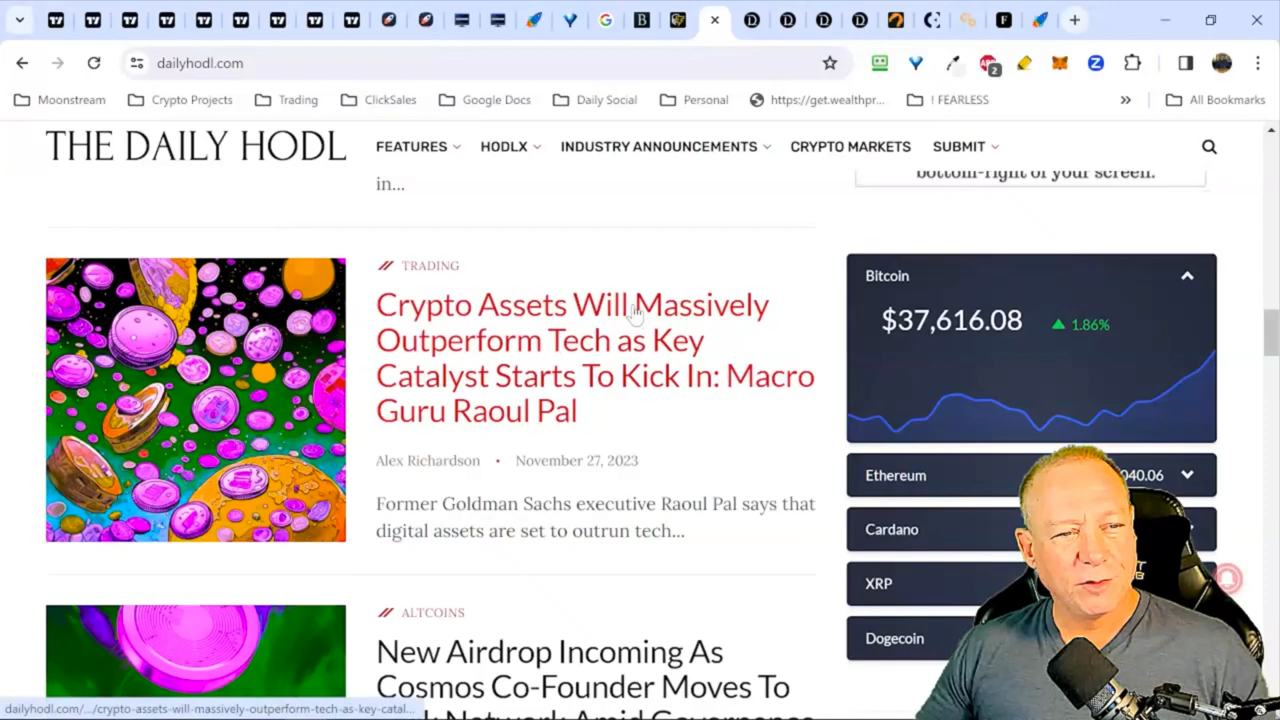 dailyhodl.com
2
Moonstream
Crypto Projects
Trading
ClickSales
Google Docs
Daily Social
Personal
https://get.wealthpr...
! FEARLESS
All Bookmarks
THE DAILY HODL
FEATURES
HODLX
INDUSTRY ANNOUNCEMENTS
CRYPTO MARKETS
SUBMIT
in...
bottom-right of your screen.
TRADING
Crypto Assets Will Massively
Outperform Tech as Key
Catalyst Starts To Kick In: Macro
Guru Raoul Pal
Alex Richardson • November 27, 2023
Former Goldman Sachs executive Raoul Pal says that
digital assets are set to outrun tech...
Bitcoin
$37,616.08
1.86%
Ethereum
040.06
Cardano
XRP
Dogecoin
ALTCOINS
New Airdrop Incoming As
Cosmos Co-Founder Moves To
Network Amid Governance
dailyhodl.com/.../crypto-assets-will-massively-outperform-tech-as-key-catal...